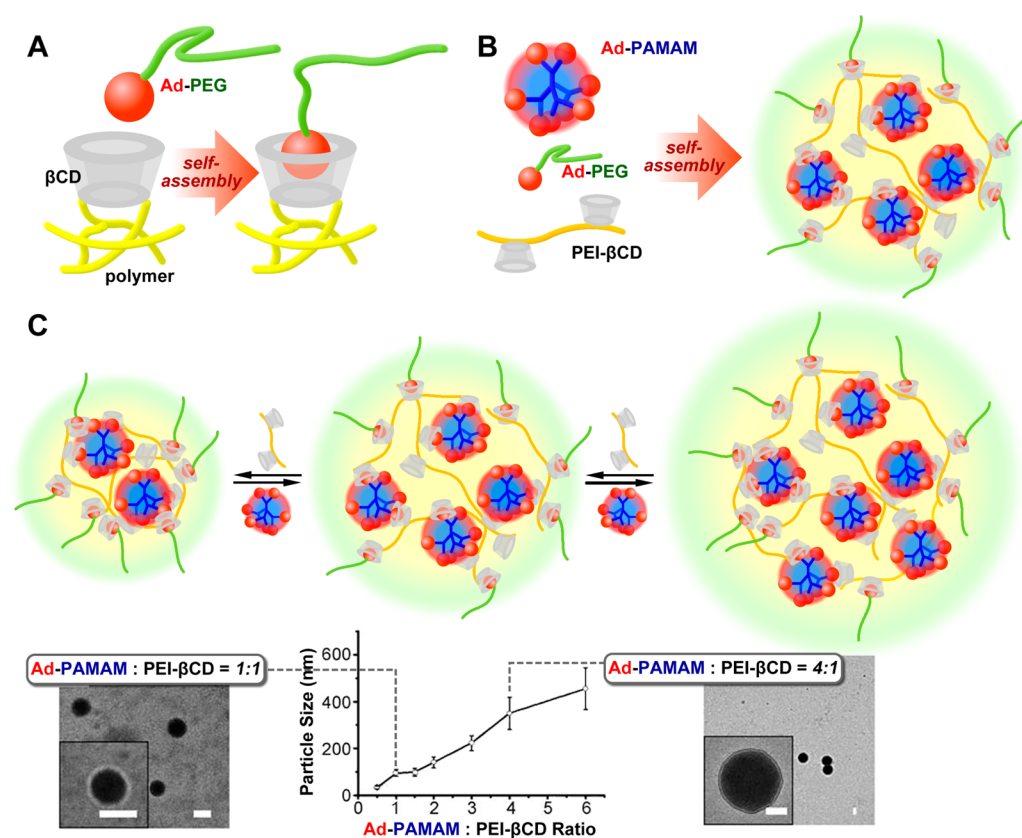 A
Ad-PEG
βCD
self-
assembly
polymer
B
Ad-PAMAM
Ad-PEG
PEI-βCD
self-
assembly
C
Ad-PAMAM : PEI-βCD = 1:1
Ad-PAMAM : PEI-βCD = 4:1
Particle Size (nm)
600
400
200
0
0 1 2 3 4 5 6
Ad-PAMAM : PEI-βCD Ratio